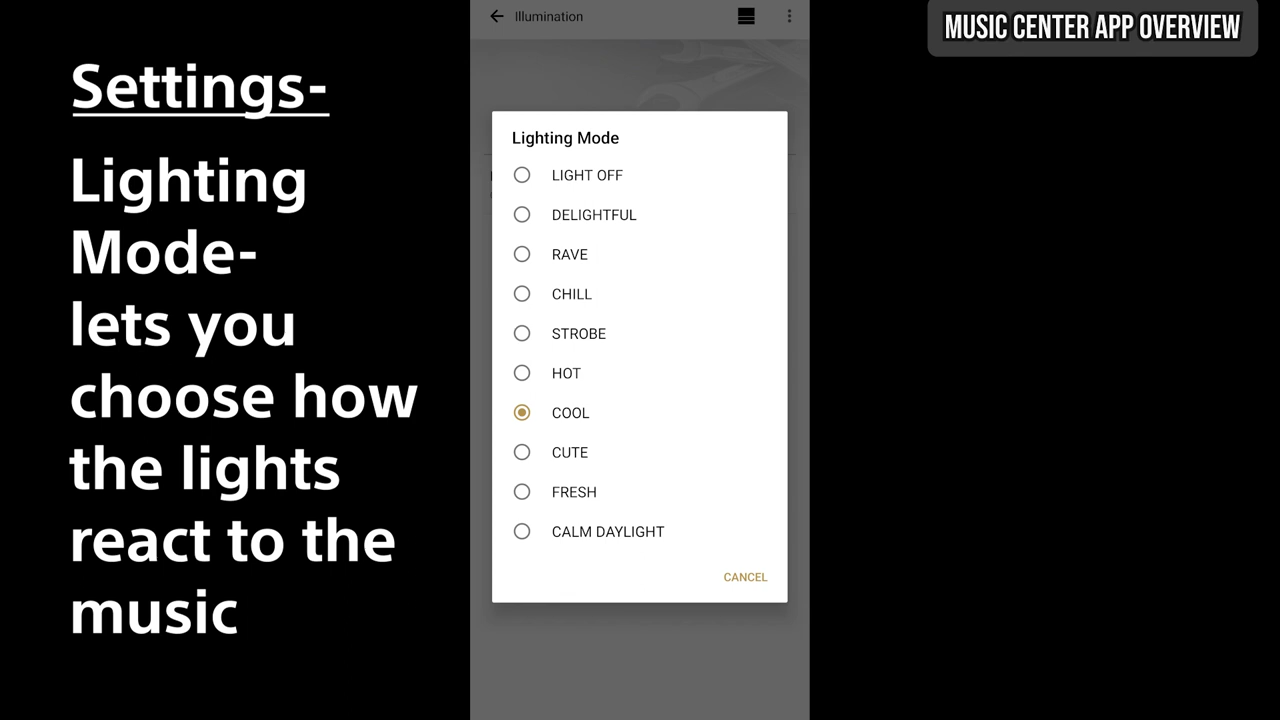 Settings-
Lighting
Mode-
lets you
choose how
the lights
react to the
music
Illumination
Lighting Mode
LIGHT OFF
DELIGHTFUL
RAVE
CHILL
STROBE
HOT
COOL
CUTE
FRESH
CALM DAYLIGHT
CANCEL
MUSIC CENTER APP OVERVIEW